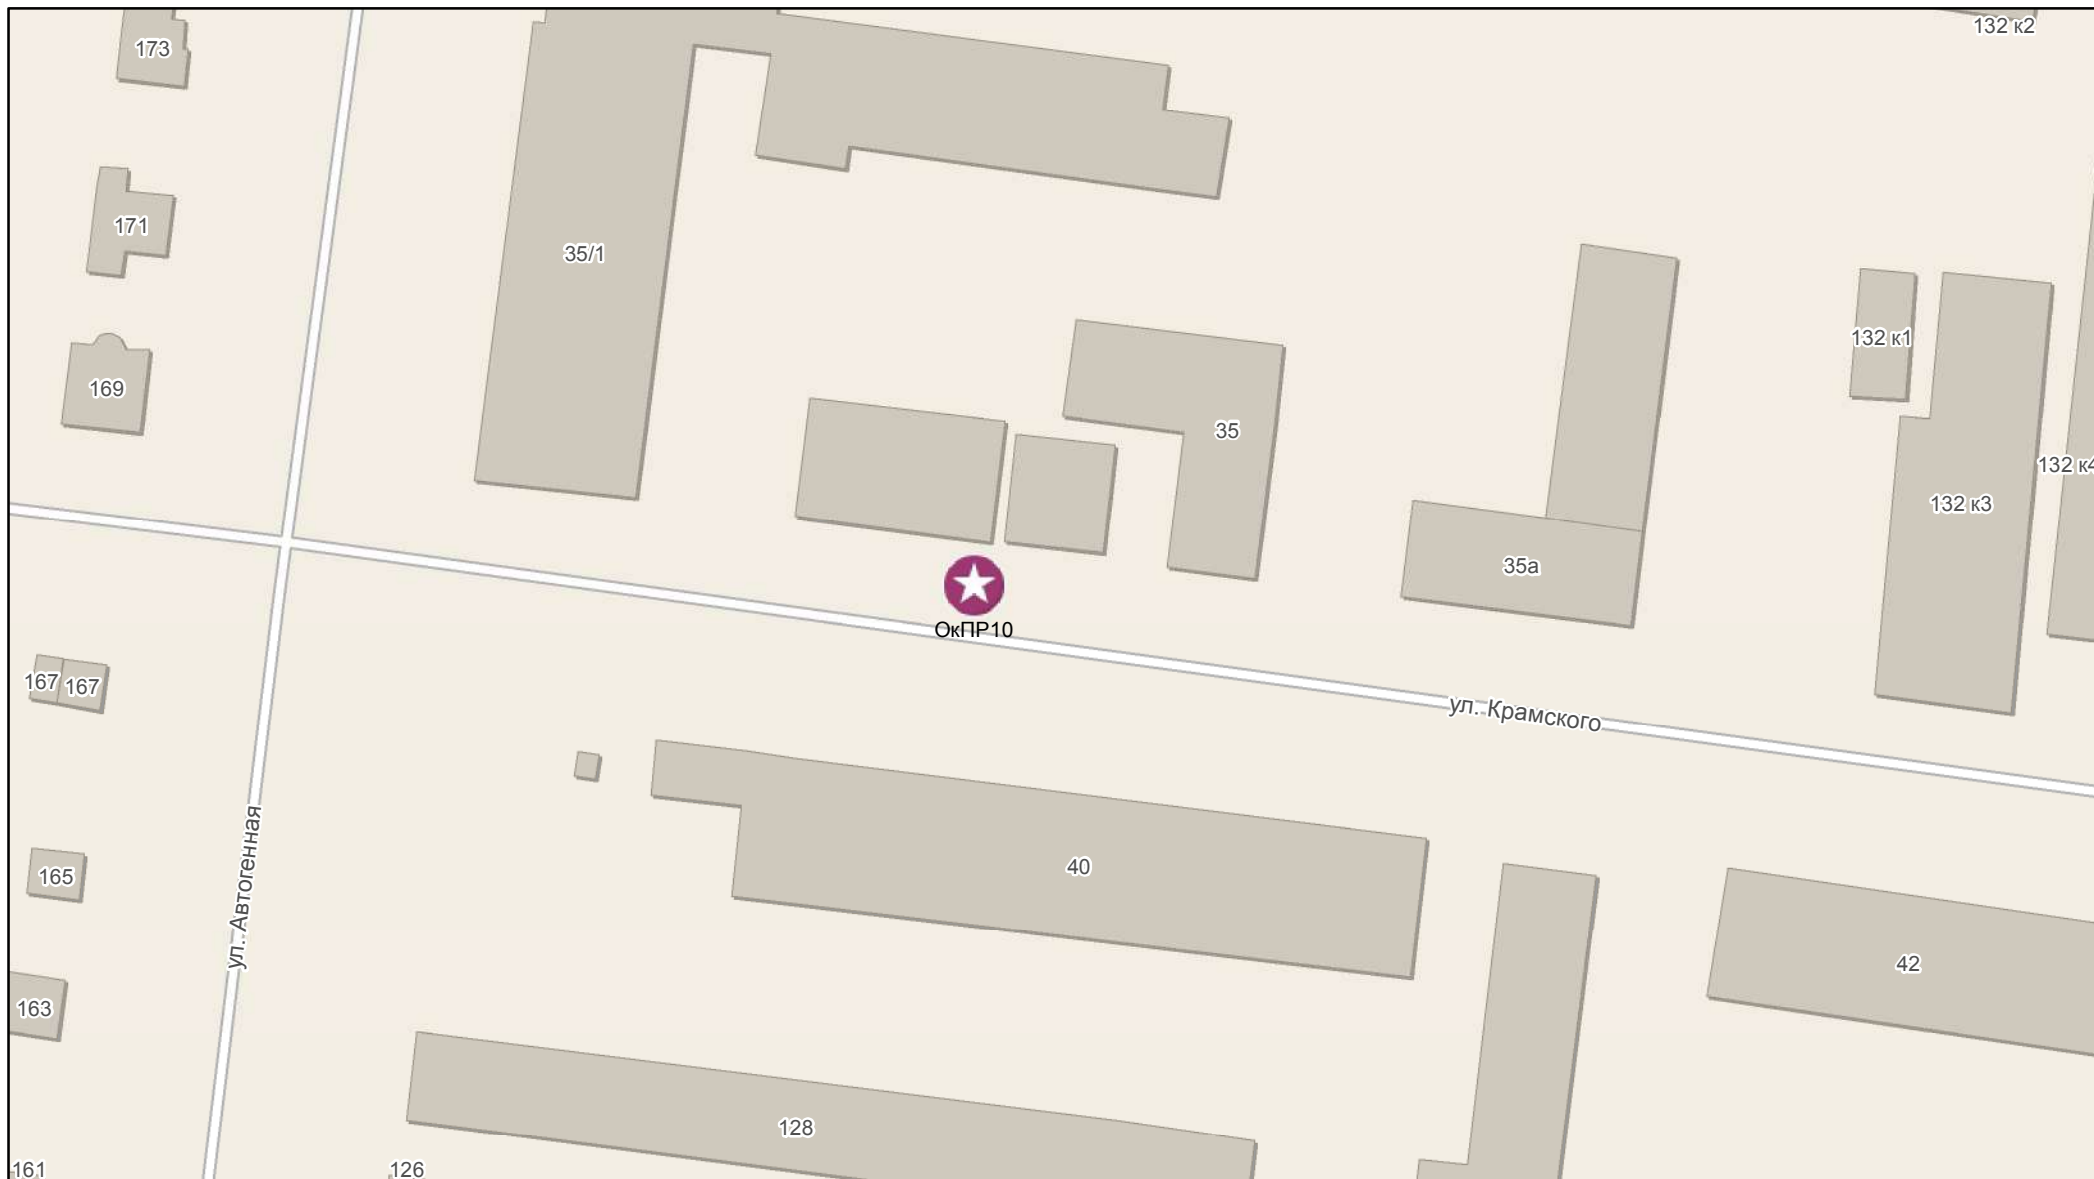 132 к2
173
171
35/1
132 к1
169
35
132 к4
132 к3
35а
ОкПР10
167
167
ул. Крамского
40
165
ул. Автогенная
42
163
128
161
126